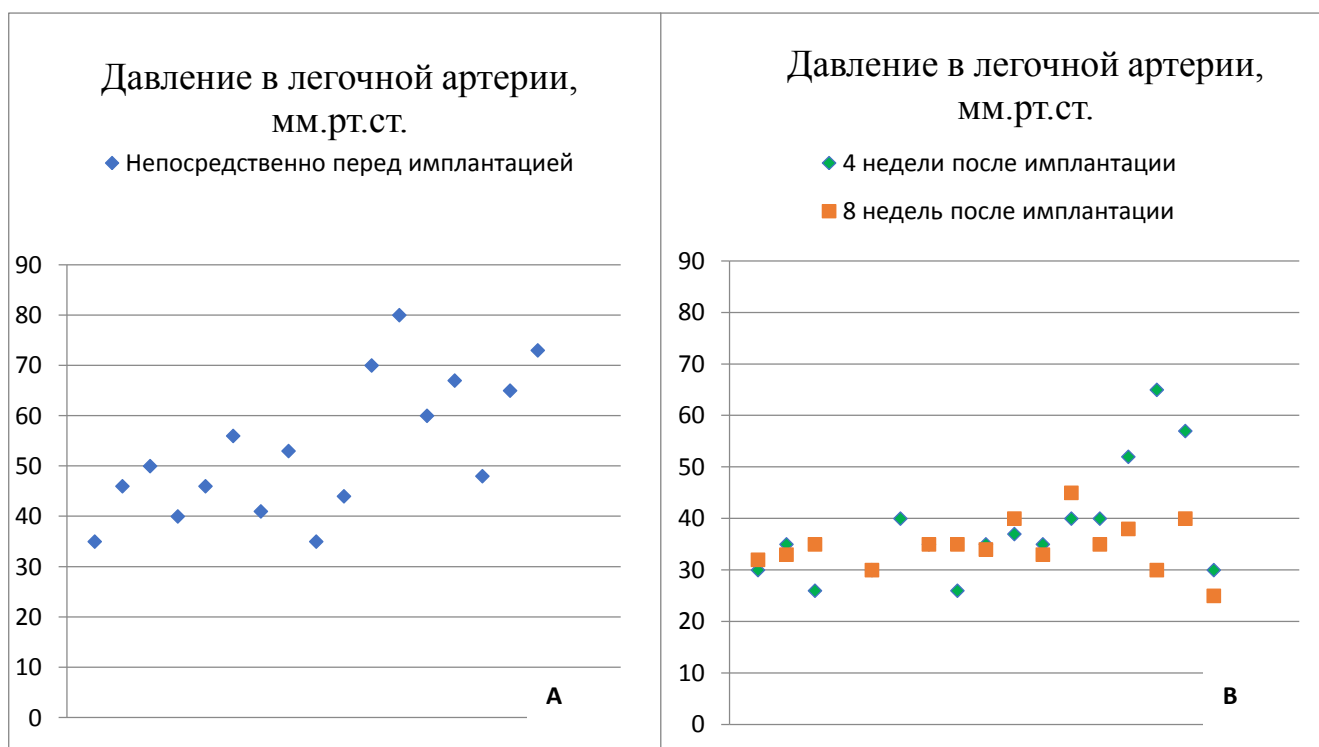 Давление в легочной артерии,
мм.рт.ст.
Непосредственно перед имплантацией
90
80
70
60
50
40
30
20
10
0
A
Давление в легочной артерии,
мм.рт.ст.
4 недели после имплантации
8 недель после имплантации
90
80
70
60
50
40
30
20
10
0
B